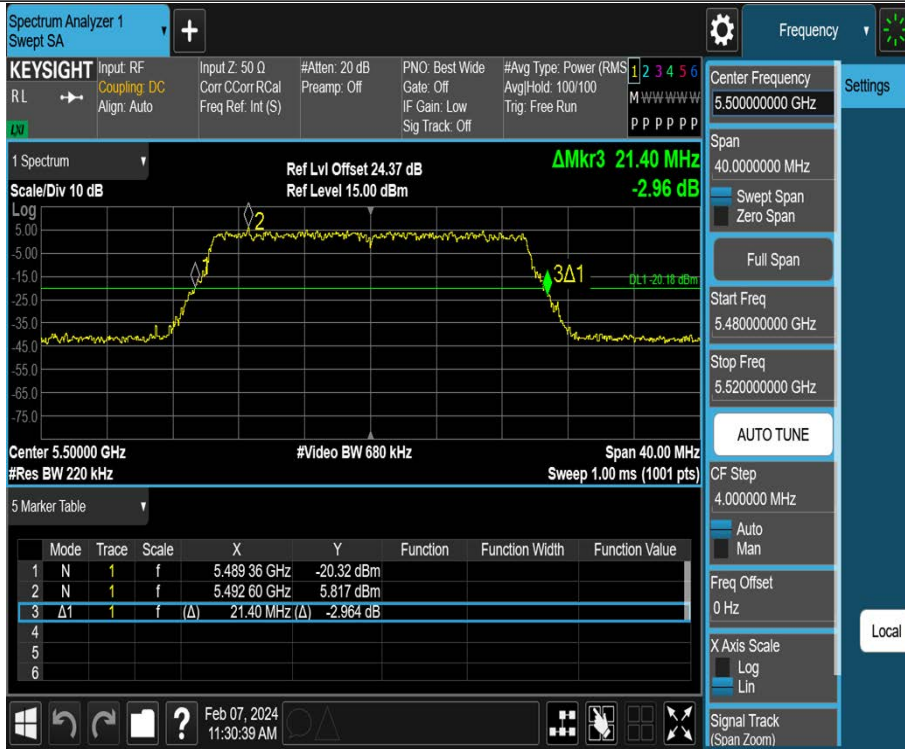 Spectrum Analyzer 1
Swept SA
+
Frequency
KEYSIGHT
R L
LXI
Input: RF
Coupling: DC
Align: Auto
Input Z: 50 Ω
Corr CCorr RCal
Freq Ref: Int (S)
#Atten: 20 dB
Preamp: Off
PNO: Best Wide
Gate: Off
IF Gain: Low
Sig Track: Off
#Avg Type: Power (RMS
Avg|Hold: 100/100
Trig: Free Run
1 2 3 4 5 6
M W W W W W
P P P P P P
Center Frequency
5.500000000 GHz
Settings
Span
40.0000000 MHz
Swept Span
Zero Span
Full Span
Start Freq
5.480000000 GHz
Stop Freq
5.520000000 GHz
AUTO TUNE
CF Step
4.000000 MHz
Auto
Man
Freq Offset
0 Hz
X Axis Scale
Log
Lin
Signal Track
(Span Zoom)
Local
1 Spectrum
Scale/Div 10 dB
Ref Lvl Offset 24.37 dB
Ref Level 15.00 dBm
ΔMkr3 21.40 MHz
-2.96 dB
Log
5.00
-5.00
-15.0
-25.0
-35.0
-45.0
-55.0
-65.0
-75.0
1
2
3Δ1
DL1 -20.18 dBm
Center 5.50000 GHz
#Video BW 680 kHz
Span 40.00 MHz
#Res BW 220 kHz
Sweep 1.00 ms (1001 pts)
5 Marker Table
Mode Trace Scale X Y Function Function Width Function Value
1 N 1 f 5.489 36 GHz -20.32 dBm
2 N 1 f 5.492 60 GHz 5.817 dBm
3 Δ1 1 f (Δ) 21.40 MHz (Δ) -2.964 dB
4
5
6
?
Feb 07, 2024
11:30:39 AM